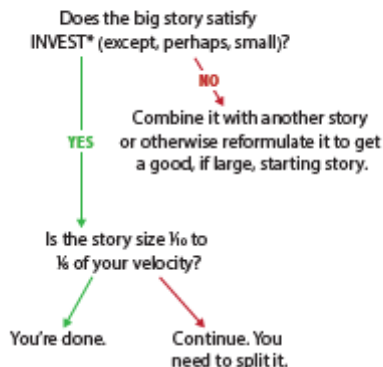 Does the big story satisfy
INVEST* (except, perhaps, small)?
NO
Combine it with another story
or otherwise reformulate it to get
a good, if large, starting story.
YES
Is the story size ⅒ to
⅙ of your velocity?
You're done.
Continue. You
need to split it.